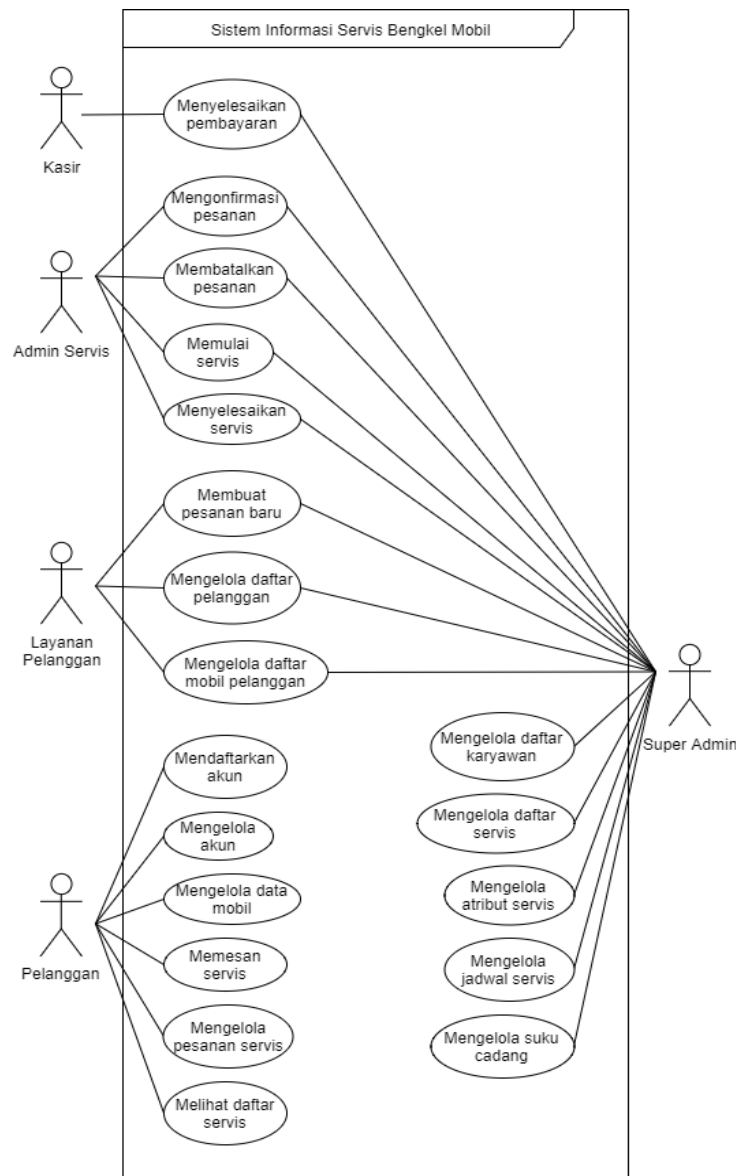 Sistem Informasi Servis Bengkel Mobil
Kasir
Menyelesaikan
pembayaran
Admin Servis
Mengonfirmasi
pesanan
Membatalkan
pesanan
Memulai
servis
Menyelesaikan
servis
Layanan
Pelanggan
Membuat
pesanan baru
Mengelola daftar
pelanggan
Mengelola daftar
mobil pelanggan
Pelanggan
Mendaftarkan
akun
Mengelola
akun
Mengelola data
mobil
Memesan
servis
Mengelola
pesanan servis
Melihat daftar
servis
Super Admin
Mengelola daftar
karyawan
Mengelola daftar
servis
Mengelola
atribut servis
Mengelola
jadwal servis
Mengelola suku
cadang